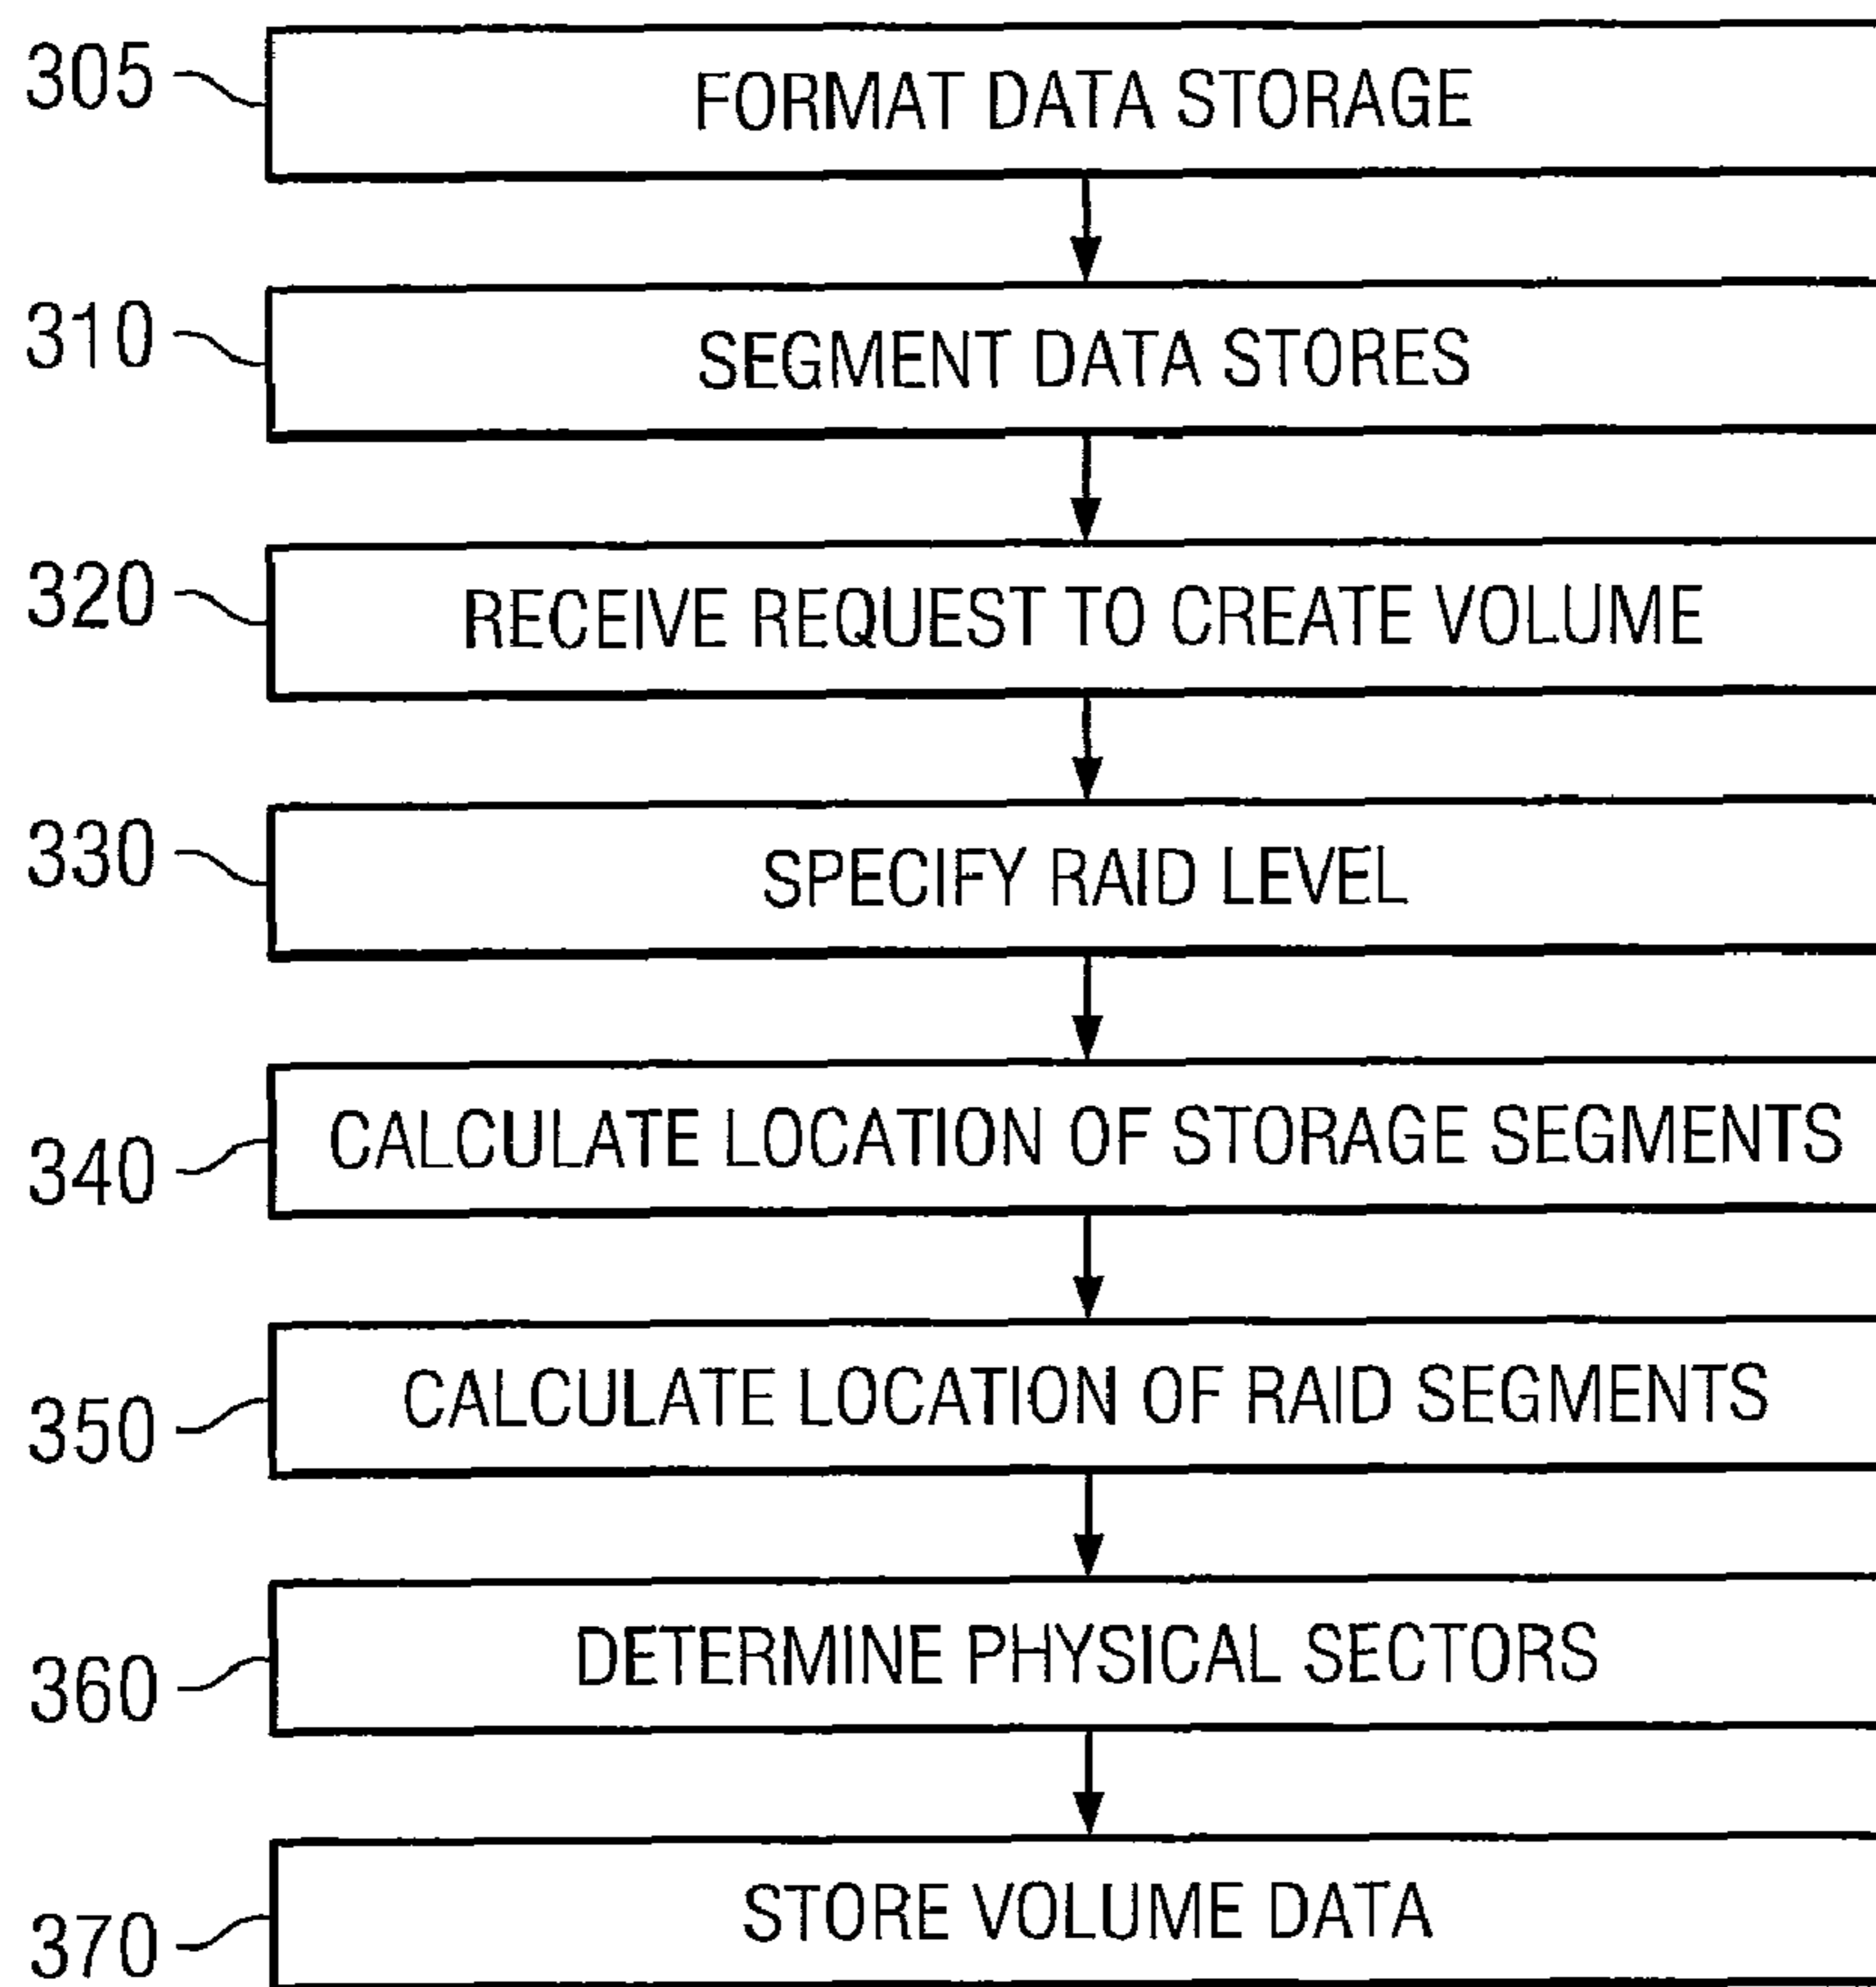 305 FORMAT DATA STORAGE
310 SEGMENT DATA STORES
320 RECEIVE REQUEST TO CREATE VOLUME
330 SPECIFY RAID LEVEL
340 CALCULATE LOCATION OF STORAGE SEGMENTS
350 CALCULATE LOCATION OF RAID SEGMENTS
360 DETERMINE PHYSICAL SECTORS
370 STORE VOLUME DATA